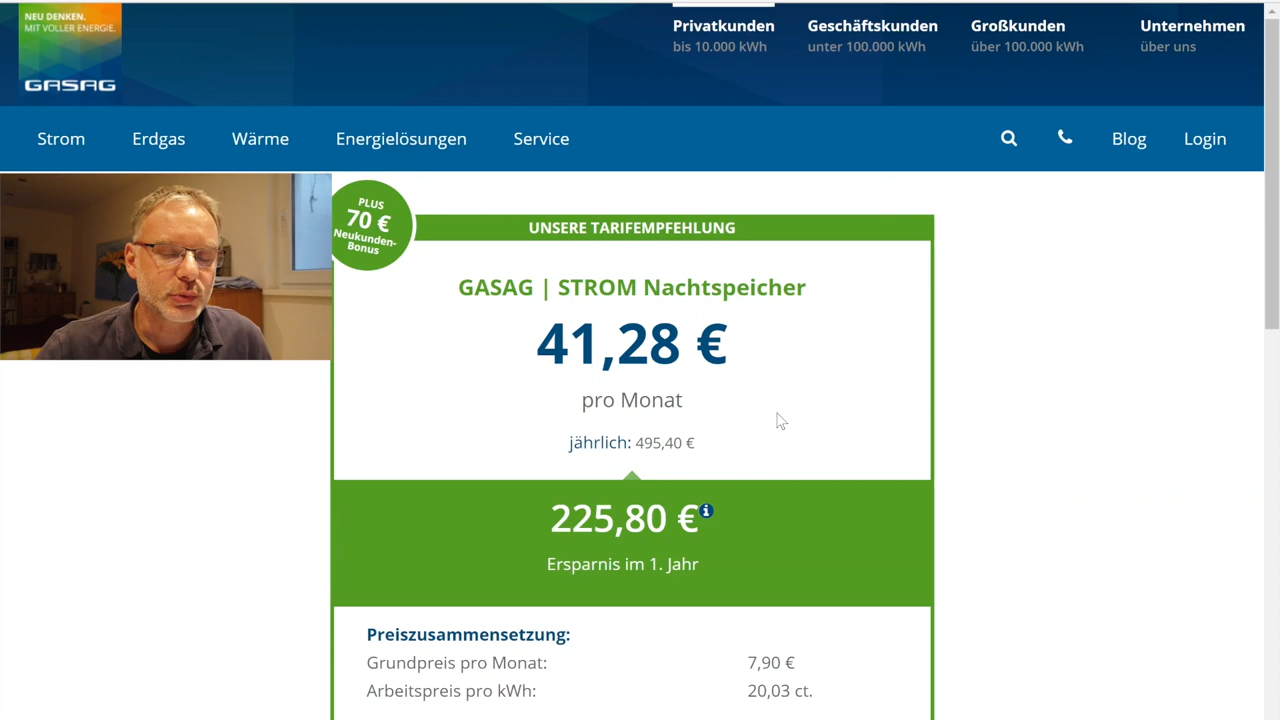 NEU DENKEN.
MIT VOLLER ENERGIE.
GASAG
Privatkunden
bis 10.000 kWh
Geschäftskunden
unter 100.000 kWh
Großkunden
über 100.000 kWh
Unternehmen
über uns
Strom Erdgas Wärme Energielösungen Service Blog Login
PLUS
70 €
Neukunden-
Bonus
UNSERE TARIFEMPFEHLUNG
GASAG | STROM Nachtspeicher
41,28 €
pro Monat
jährlich: 495,40 €
225,80 €
Ersparnis im 1. Jahr
Preiszusammensetzung:
Grundpreis pro Monat: 7,90 €
Arbeitspreis pro kWh: 20,03 ct.